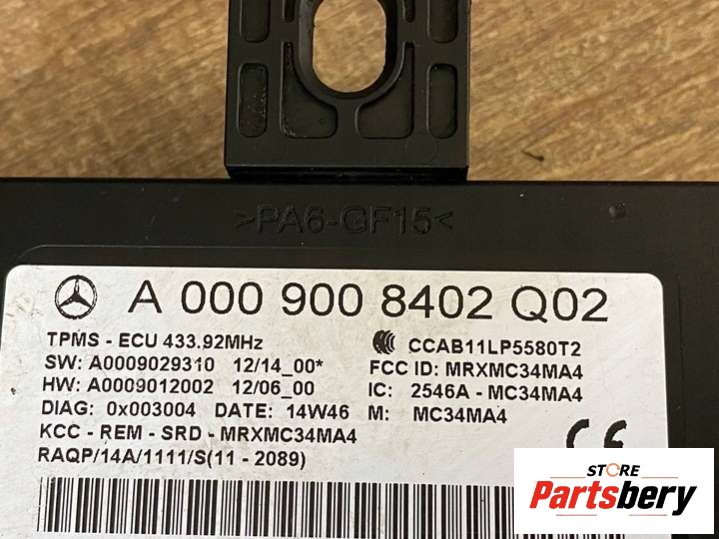 >PA6-GF15<
A 000 900 8402 Q02
TPMS - ECU 433.92MHz
CCAB11LP5580T2
SW: A0009029310 12/14_00*
FCC ID: MRXMC34MA4
HW: A0009012002 12/06_00
IC: 2546A - MC34MA4
DIAG: 0x003004 DATE: 14W46
M: MC34MA4
KCC - REM - SRD - MRXMC34MA4
RAQP/14A/1111/S(11 - 2089)
CE
STORE
Partsbery